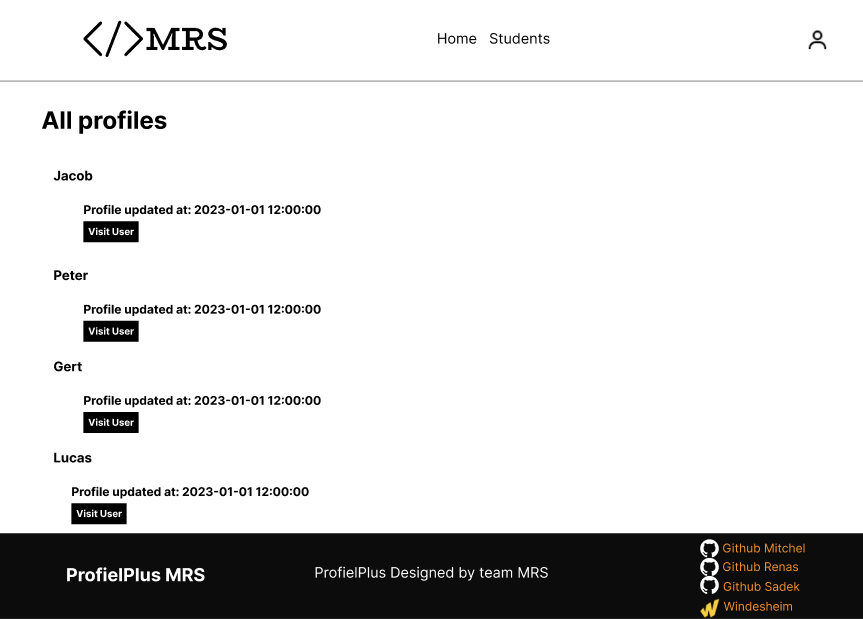 </>MRS
Home Students
All profiles
Jacob
Profile updated at: 2023-01-01 12:00:00
Visit User
Peter
Profile updated at: 2023-01-01 12:00:00
Visit User
Gert
Profile updated at: 2023-01-01 12:00:00
Visit User
Lucas
Profile updated at: 2023-01-01 12:00:00
Visit User
ProfielPlus MRS
ProfielPlus Designed by team MRS
Github Mitchel
Github Renas
Github Sadek
Windesheim